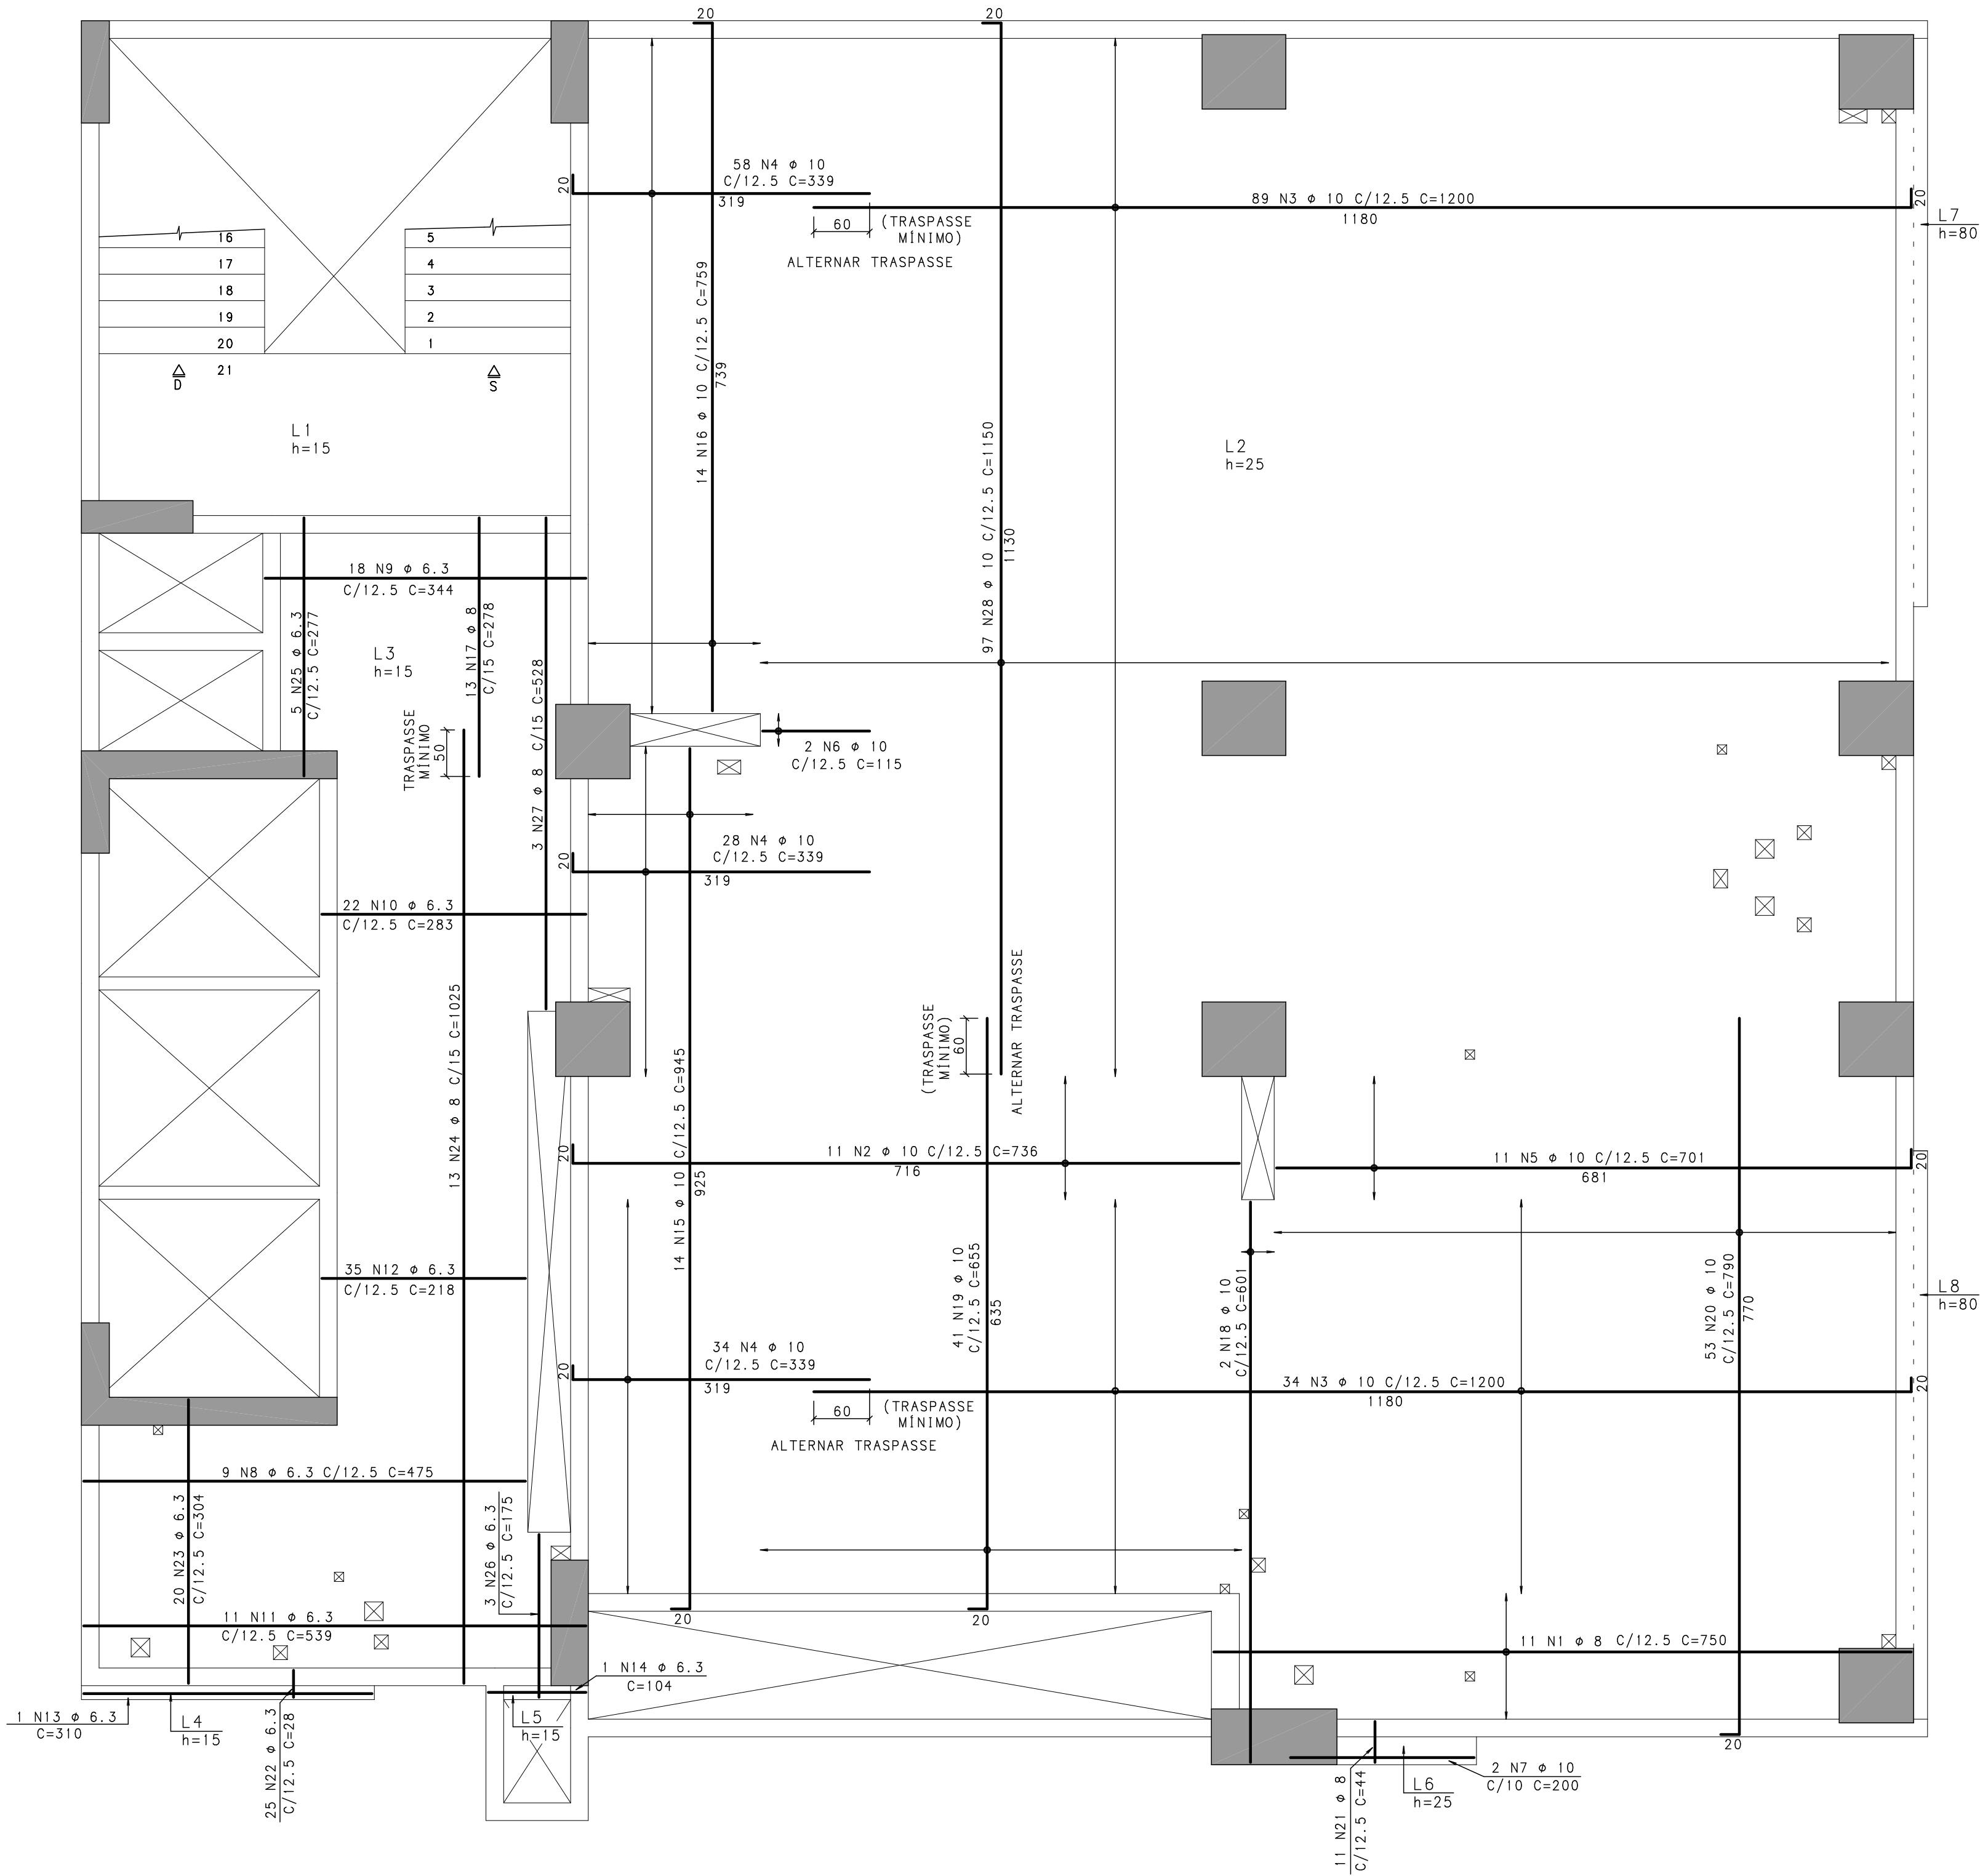 20
20
58 N4 φ 10
C/12.5 C=339
20
319
89 N3 φ 10 C/12.5 C=1200
1180
20
L7
h=80
60
(TRASPASSE
MÍNIMO)
ALTERNAR TRASPASSE
16
17
18
19
20
21
5
4
3
2
1
D
S
14 N16 φ 10 C/12.5 C=759
739
L1
h=15
97 N28 φ 10 C/12.5 C=1150
1130
L2
h=25
18 N9 φ 6.3
C/12.5 C=344
5 N25 φ 6.3
C/12.5 C=277
L3
h=15
13 N17 φ 8
C/15 C=278
3 N27 φ 8 C/15 C=528
TRASPASSE
MÍNIMO
50
2 N6 φ 10
C/12.5 C=115
28 N4 φ 10
C/12.5 C=339
20
319
22 N10 φ 6.3
C/12.5 C=283
13 N24 φ 8 C/15 C=1025
14 N15 φ 10 C/12.5 C=945
925
(TRASPASSE
MÍNIMO)
60
ALTERNAR TRASPASSE
20
11 N2 φ 10 C/12.5 C=736
716
11 N5 φ 10 C/12.5 C=701
681
20
35 N12 φ 6.3
C/12.5 C=218
41 N19 φ 10
C/12.5 C=655
635
2 N18 φ 10
C/12.5 C=601
53 N20 φ 10
C/12.5 C=790
770
L8
h=80
34 N4 φ 10
C/12.5 C=339
20
319
34 N3 φ 10 C/12.5 C=1200
1180
20
60
(TRASPASSE
MÍNIMO)
ALTERNAR TRASPASSE
9 N8 φ 6.3 C/12.5 C=475
20 N23 φ 6.3
C/12.5 C=304
3 N26 φ 6.3
C/12.5 C=175
11 N11 φ 6.3
C/12.5 C=539
20
20
11 N1 φ 8 C/12.5 C=750
1 N14 φ 6.3
C=104
1 N13 φ 6.3
C=310
L4
h=15
25 N22 φ 6.3
C/12.5 C=28
L5
h=15
20
11 N21 φ 8
C/12.5 C=44
L6
h=25
2 N7 φ 10
C/10 C=200